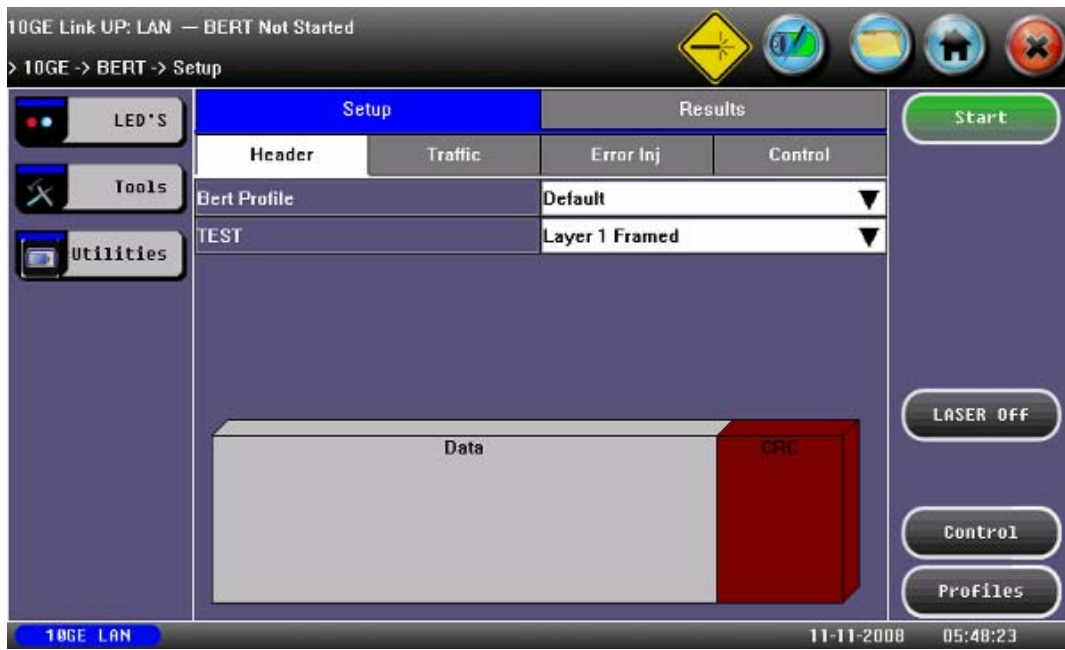 10GE Link UP: LAN — BERT Not Started
> 10GE -> BERT -> Setup
LED'S
Tools
Utilities
Setup
Results
Header
Traffic
Error Inj
Control
Bert Profile
Default
TEST
Layer 1 Framed
Data
CRC
Start
LASER Off
Control
Profiles
10GE LAN
11-11-2008 05:48:23